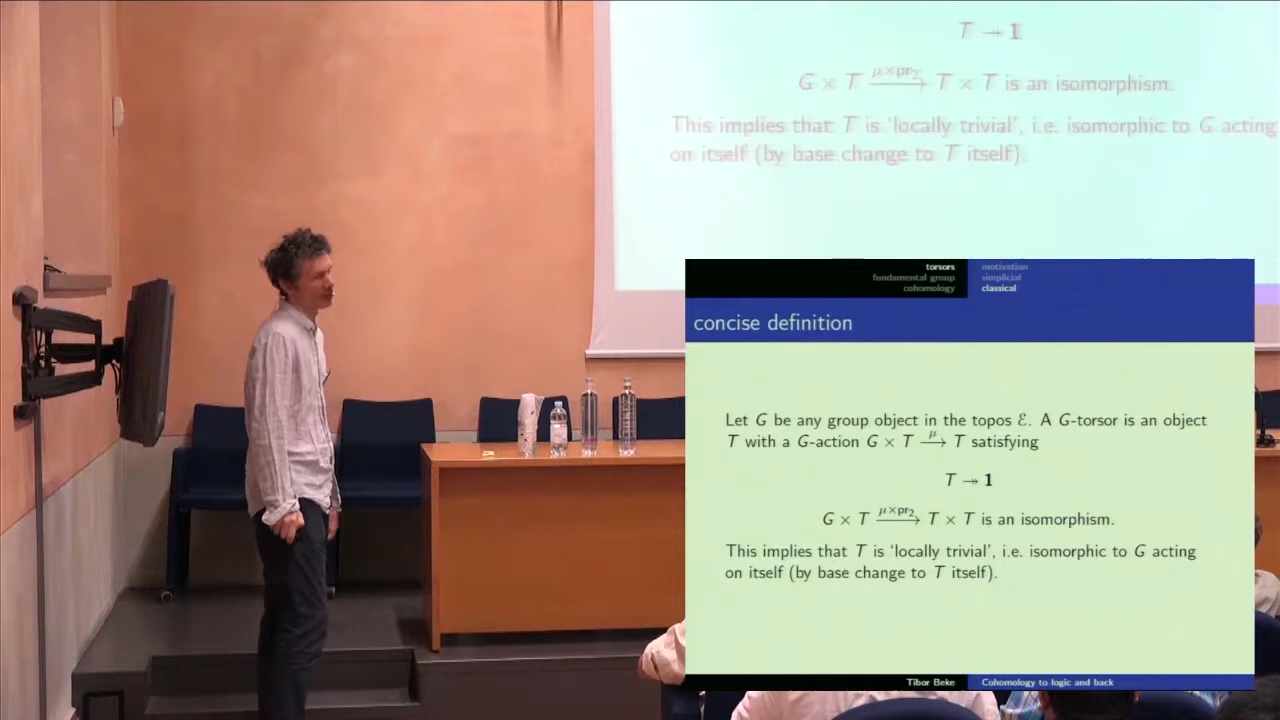 T ↠ 1
G × T —μ×pr₂→ T × T is an isomorphism.
This implies that T is 'locally trivial', i.e. isomorphic to G acting
on itself (by base change to T itself).
torsors
fundamental group
cohomology
motivation
simplicial
classical
concise definition
Let G be any group object in the topos ℰ. A G-torsor is an object
T with a G-action G × T —μ→ T satisfying
T ↠ 1
G × T —μ×pr₂→ T × T is an isomorphism.
This implies that T is 'locally trivial', i.e. isomorphic to G acting
on itself (by base change to T itself).
Tibor Beke
Cohomology to logic and back